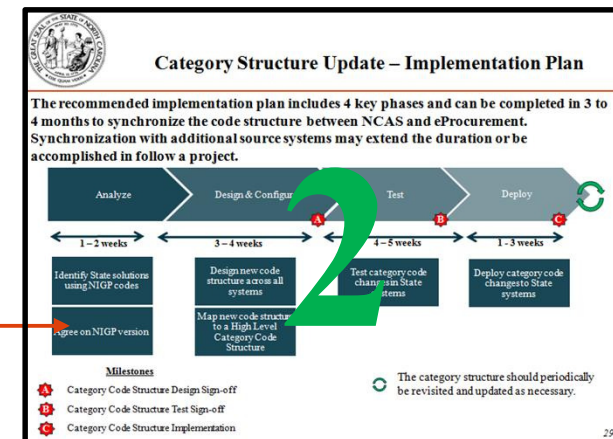 THE GREAT SEAL OF THE STATE OF NORTH CAROLINA
Category Structure Update – Implementation Plan
The recommended implementation plan includes 4 key phases and can be completed in 3 to
4 months to synchronize the code structure between NCAS and eProcurement.
Synchronization with additional source systems may extend the duration or be
accomplished in follow a project.
Analyze
Design & Configur
Test
Deploy
A
B
C
1 – 2 weeks
3 – 4 weeks
4 – 5 weeks
1 - 3 weeks
2
Identify State solutions
using NIGP codes
Design new code
structure across all
systems
Test category code
changes in State
stems
Deploy category code
changes to State
systems
Agree on NIGP version
Map new code structur
to a High Level
Category Code
Structure
Milestones
A Category Code Structure Design Sign-off
B Category Code Structure Test Sign-off
C Category Code Structure Implementation
The category structure should periodically
be revisited and updated as necessary.
29